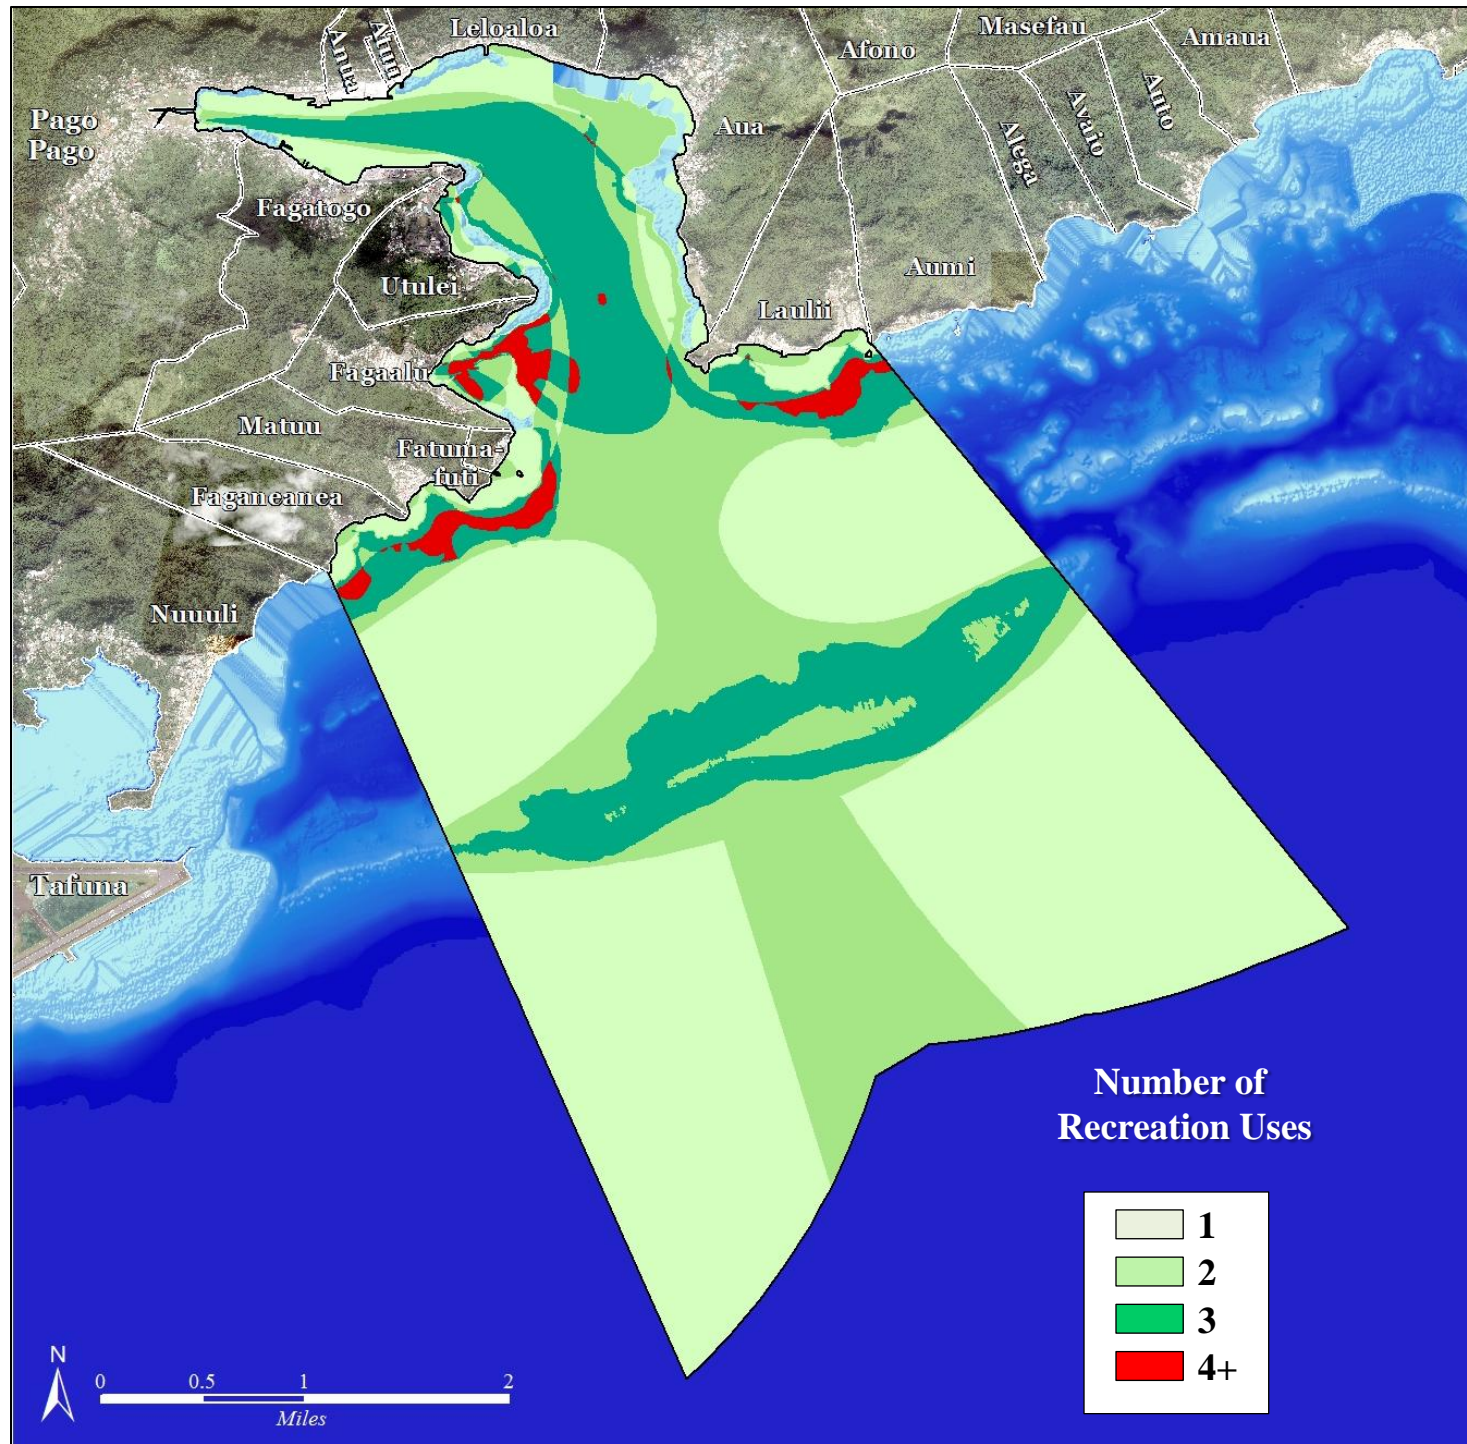 Leloaloa
Masefau
Amaua
Afono
Anua
Atuu
Pago
Pago
Aua
Alega
Avaio
Auto
Fagatogo
Utulei
Aumi
Laulii
Fagaalu
Matuu
Fatuma-
futi
Faganeanea
Nuuuli
Tafuna
Number of
Recreation Uses
1
2
3
4+
N
0 0.5 1 2
Miles